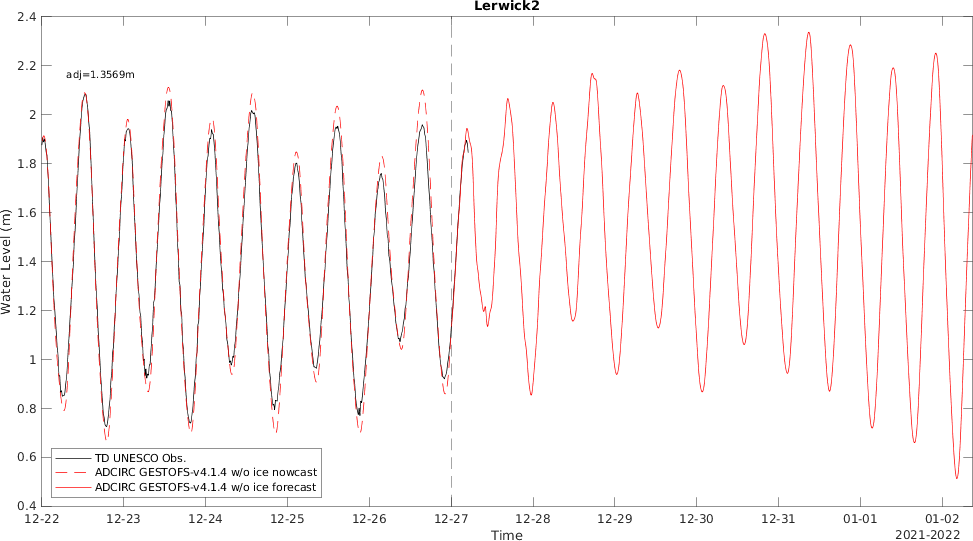 Lerwick2
adj=1.3569m
2.4
2.2
2
1.8
1.6
1.4
1.2
1
0.8
0.6
0.4
Water Level (m)
TD UNESCO Obs.
ADCIRC GESTOFS-v4.1.4 w/o ice nowcast
ADCIRC GESTOFS-v4.1.4 w/o ice forecast
12-22 12-23 12-24 12-25 12-26 12-27 12-28 12-29 12-30 12-31 01-01 01-02
Time
2021-2022